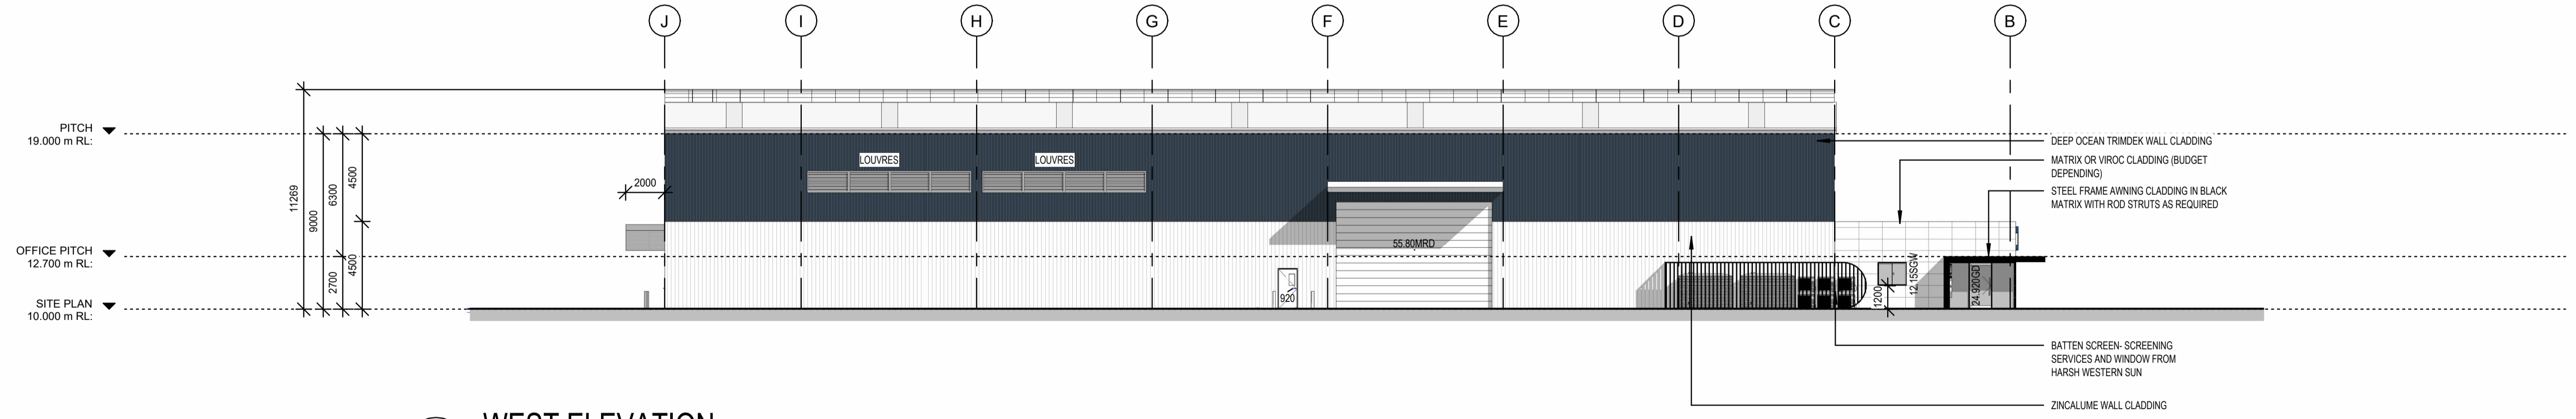 J
I
H
G
F
E
D
C
B
PITCH
19.000 m RL:
OFFICE PITCH
12.700 m RL:
SITE PLAN
10.000 m RL:
11269
9000
6300
2700
4500
4500
2000
LOUVRES
LOUVRES
55.80MRD
920
1200
12.15SGW
24.920GD
DEEP OCEAN TRIMDEK WALL CLADDING
MATRIX OR VIROC CLADDING (BUDGET
DEPENDING)
STEEL FRAME AWNING CLADDING IN BLACK
MATRIX WITH ROD STRUTS AS REQUIRED
BATTEN SCREEN- SCREENING
SERVICES AND WINDOW FROM
HARSH WESTERN SUN
ZINCALUME WALL CLADDING
WEST ELEVATION